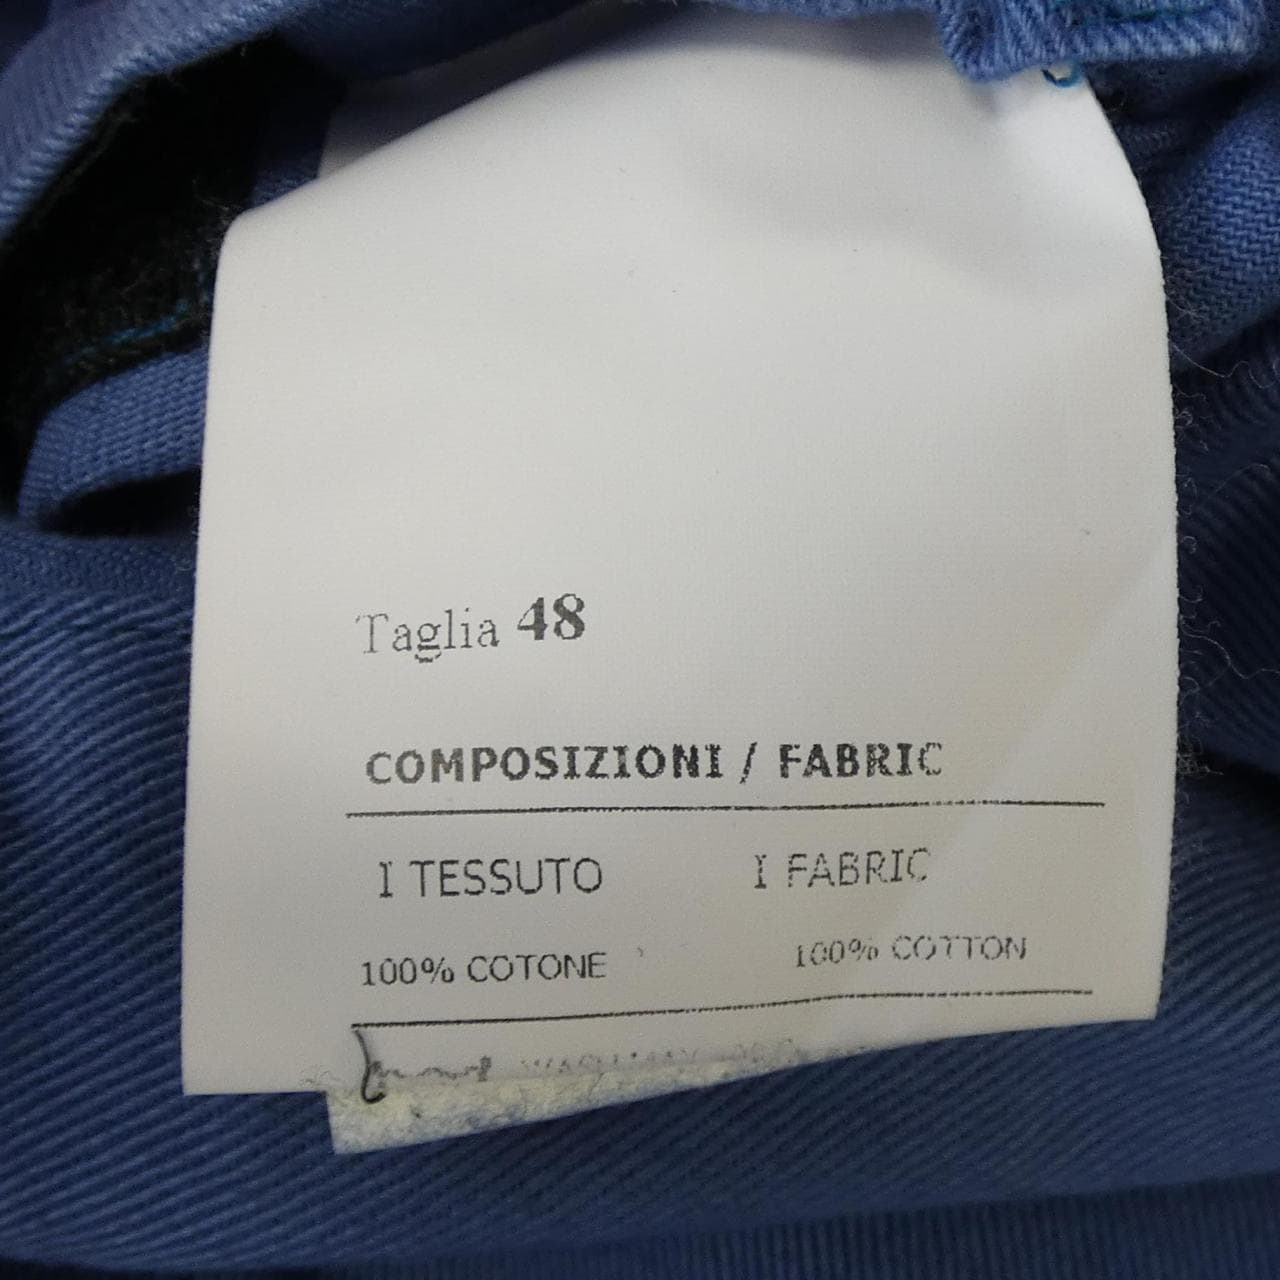 Taglia 48
COMPOSIZIONI / FABRIC
I TESSUTO I FABRIC
100% COTONE 100% COTTON